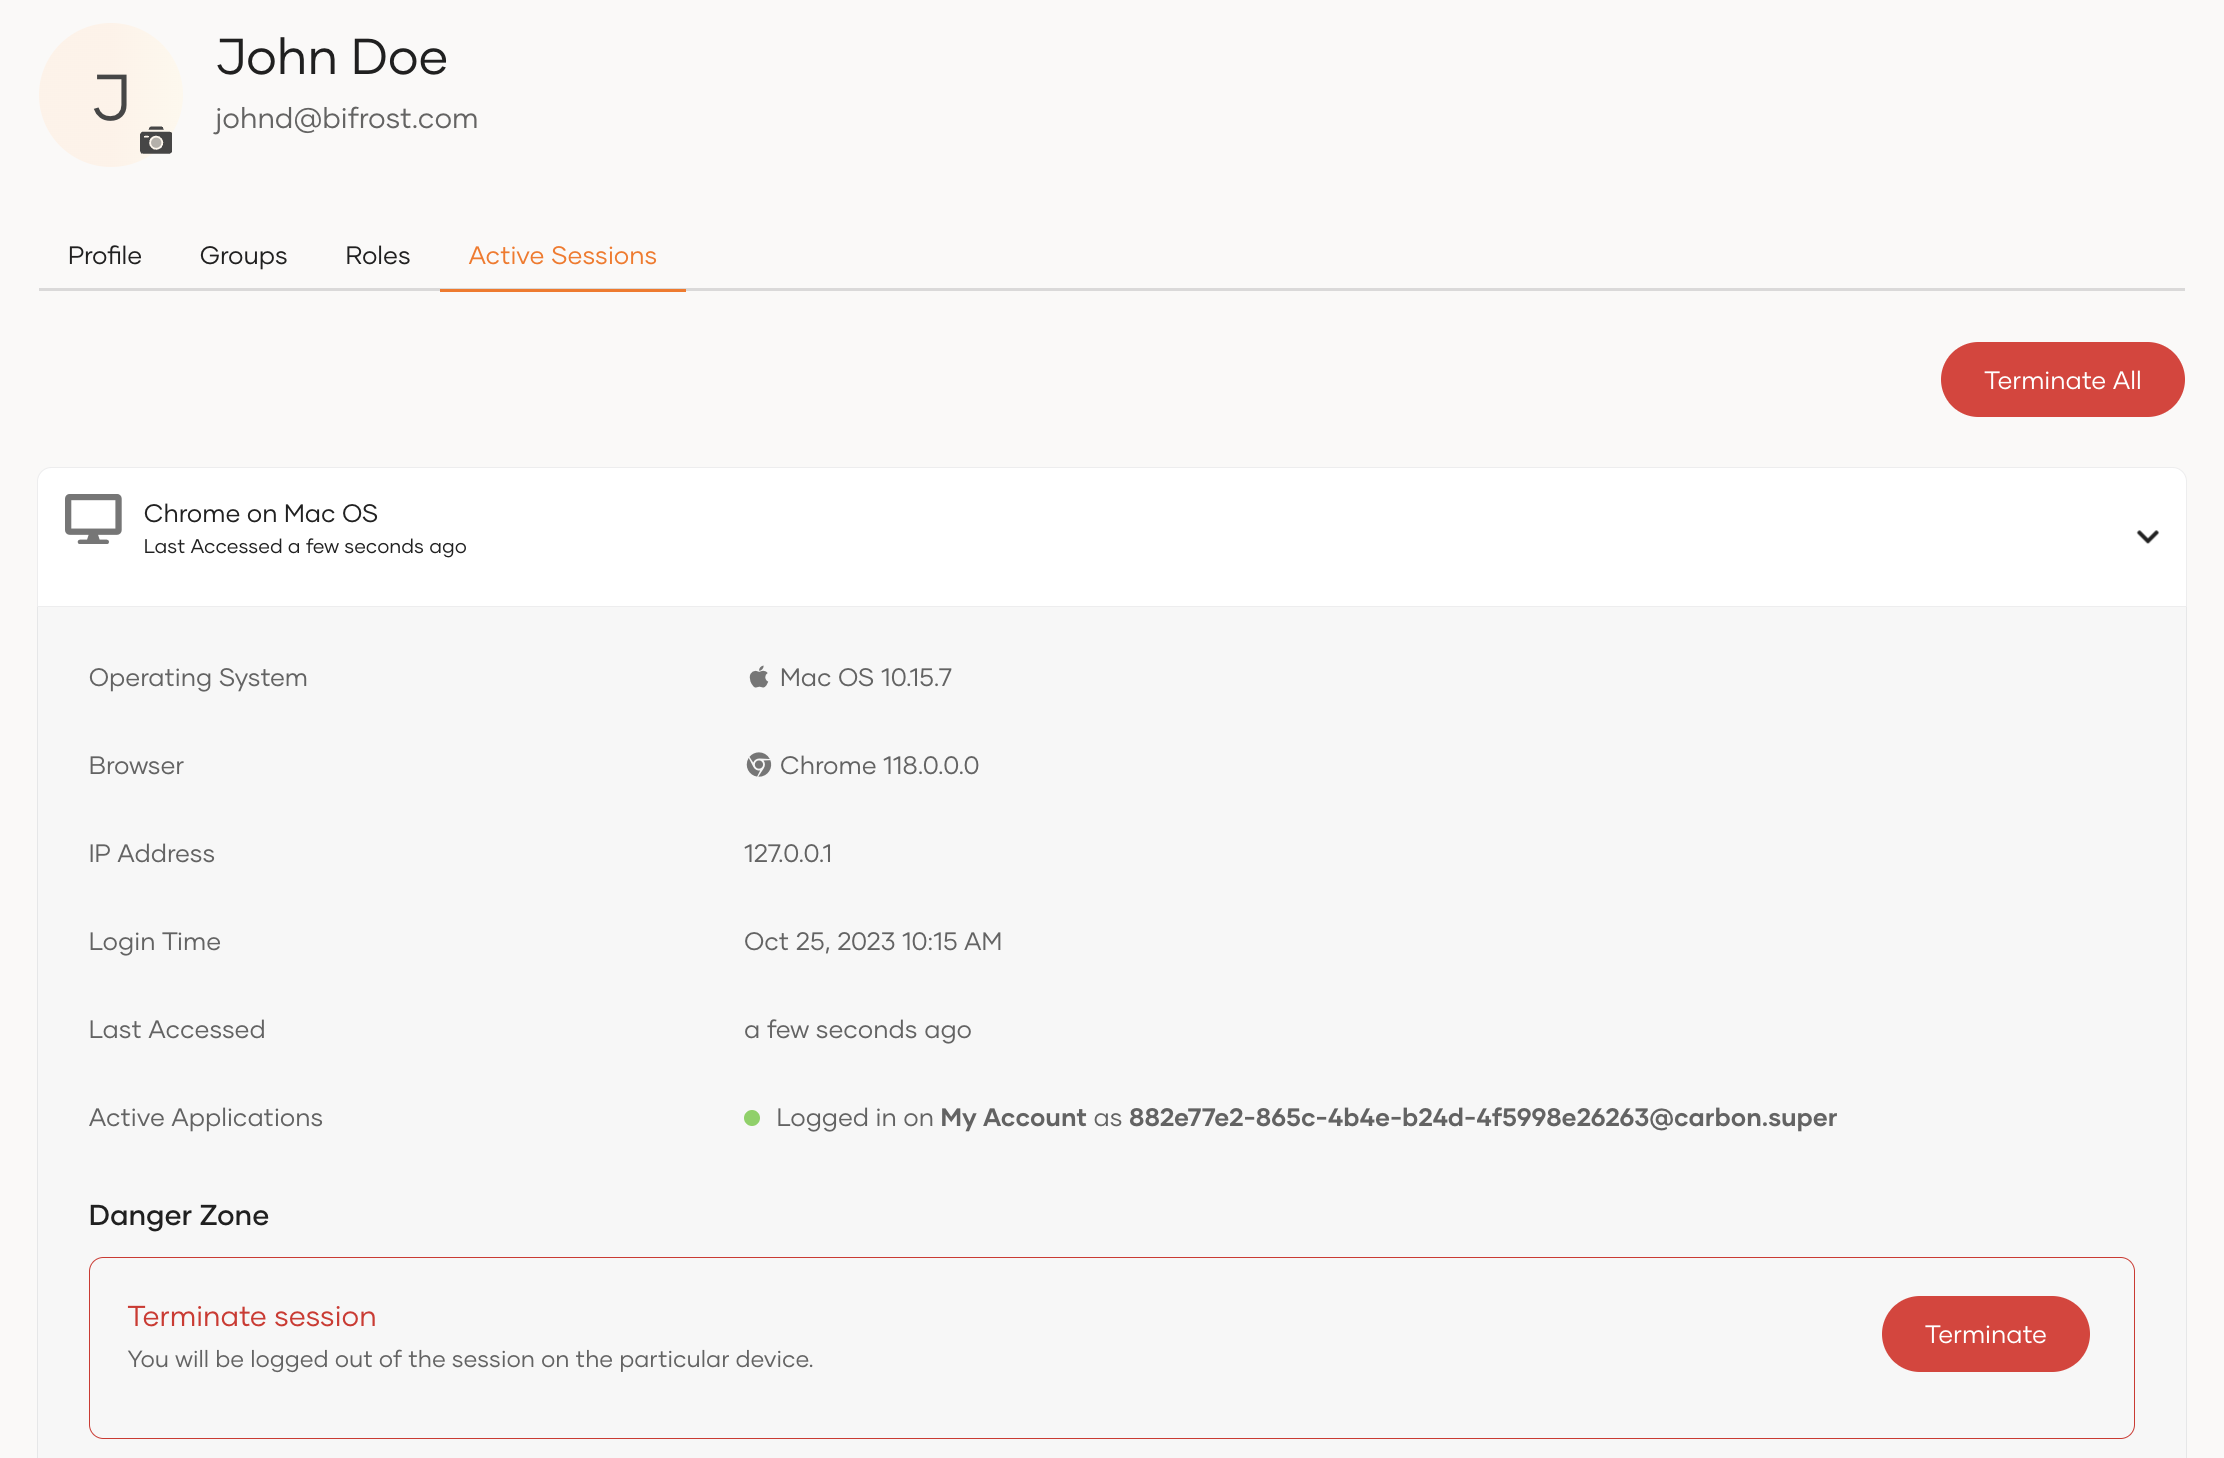 J
John Doe
johnd@bifrost.com
Profile Groups Roles Active Sessions
Terminate All
Chrome on Mac OS
Last Accessed a few seconds ago
Operating System Mac OS 10.15.7
Browser Chrome 118.0.0.0
IP Address 127.0.0.1
Login Time Oct 25, 2023 10:15 AM
Last Accessed a few seconds ago
Active Applications Logged in on My Account as 882e77e2-865c-4b4e-b24d-4f5998e26263@carbon.super
Danger Zone
Terminate session
You will be logged out of the session on the particular device.
Terminate